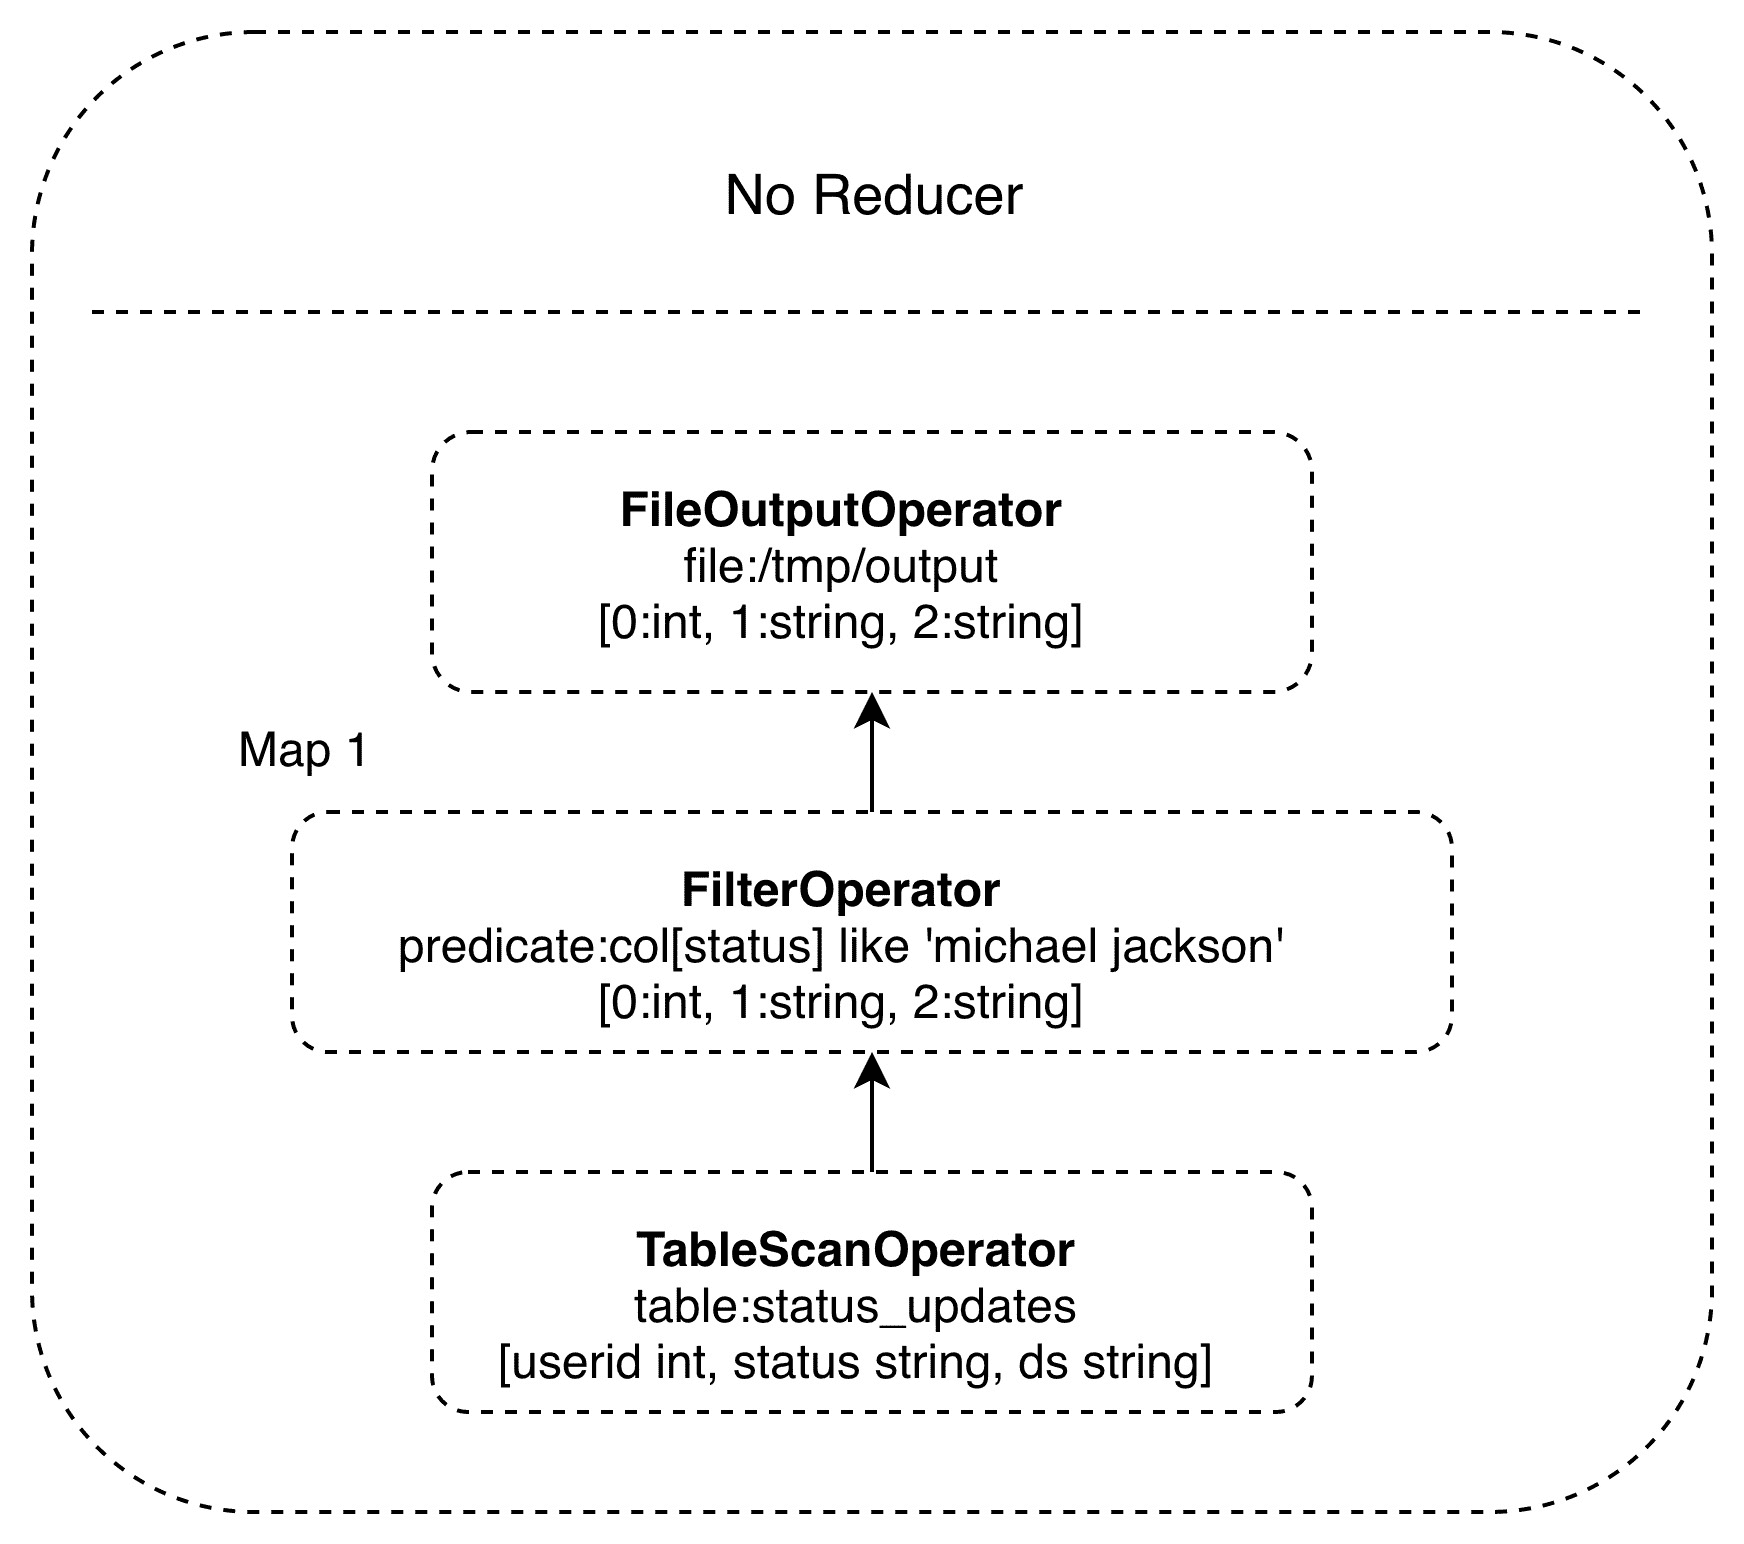 No Reducer
FileOutputOperator
file:/tmp/output
[0:int, 1:string, 2:string]
Map 1
FilterOperator
predicate:col[status] like 'michael jackson'
[0:int, 1:string, 2:string]
TableScanOperator
table:status_updates
[userid int, status string, ds string]